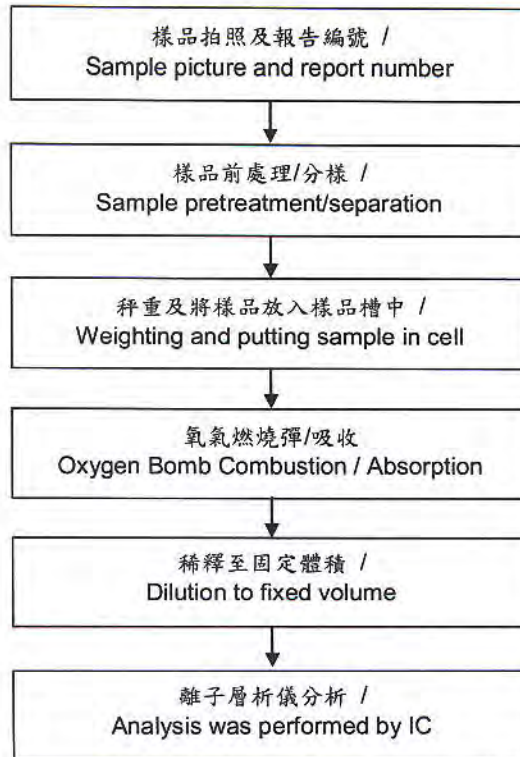 樣品拍照及報告編號 /
Sample picture and report number
樣品前處理/分樣 /
Sample pretreatment/separation
秤重及將樣品放入樣品槽中 /
Weighting and putting sample in cell
氧氣燃燒彈/吸收
Oxygen Bomb Combustion / Absorption
稀釋至固定體積 /
Dilution to fixed volume
離子層析儀分析 /
Analysis was performed by IC